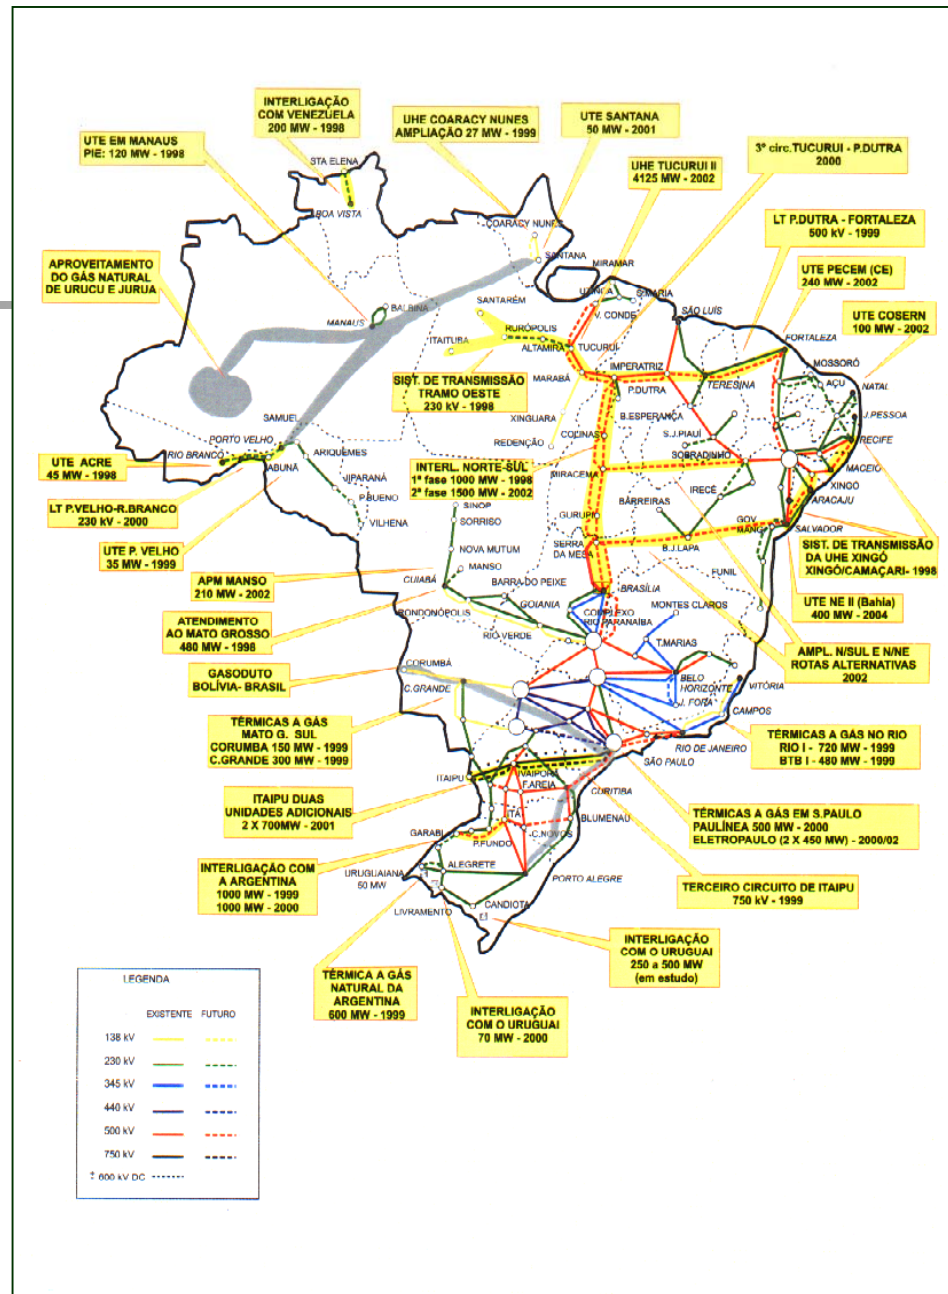 INTERLIGAÇÃO
COM VENEZUELA
200 MW - 1998
UHE COARACY NUNES
AMPLIAÇÃO 27 MW - 1999
UTE SANTANA
50 MW - 2001
UTE EM MANAUS
PIE: 120 MW - 1998
3º circ.TUCURUI - P.DUTRA
2000
UHE TUCURUI II
4125 MW - 2002
STA ELENA
BOA VISTA
COARACY NUNES
SANTANA
MIRAMAR
LT P.DUTRA - FORTALEZA
500 kV - 1999
APROVEITAMENTO
DO GÁS NATURAL
DE URUCU E JURUA
UTE PECEM (CE)
240 MW - 2002
UTE COSERN
100 MW - 2002
BALBINA
MANAUS
SANTARÉM
S.MARIA
V. CONDE
SÃO LUÍS
FORTALEZA
ITAITUBA
RURÓPOLIS
ALTAMIRA
TUCURUI
MOSSORÓ
AÇU
NATAL
SIST. DE TRANSMISSÃO
TRAMO OESTE
230 kV - 1998
MARABÁ
IMPERATRIZ
P.DUTRA
TERESINA
J.PESSOA
RECIFE
XINGUARA
REDENÇÃO
B.ESPERANÇA
COLINAS
S.J.PIAUÍ
SOBRADINHO
MACEIO
XINGÓ
ARACAJU
SAMUEL
PORTO VELHO
RIO BRANCO
ABUNÃ
ARIQUEMES
JIPARANÁ
P.BUENO
VILHENA
UTE ACRE
45 MW - 1998
INTERL. NORTE-SUL
1ª fase 1000 MW - 1998
2ª fase 1500 MW - 2002
MIRACEMA
IRECÊ
BARREIRAS
LT P.VELHO-R.BRANCO
230 kV - 2000
SINOP
SORRISO
GURUPI
GOV.
MANG.
SALVADOR
UTE P. VELHO
35 MW - 1999
NOVA MUTUM
SERRA
DA MESA
B.J.LAPA
FUNIL
SIST. DE TRANSMISSÃO
DA UHE XINGÓ
XINGÓ/CAMAÇARI- 1998
APM MANSO
210 MW - 2002
MANSO
CUIABÁ
BARRA DO PEIXE
BRASÍLIA
UTE NE II (Bahia)
400 MW - 2004
ATENDIMENTO
AO MATO GROSSO
480 MW - 1998
RONDONÓPOLIS
GOIANIA
COMPLEXO
RIO PARANAÍBA
MONTES CLAROS
RIO VERDE
T.MARIAS
AMPL. N/SUL E N/NE
ROTAS ALTERNATIVAS
2002
GASODUTO
BOLÍVIA- BRASIL
CORUMBÁ
C.GRANDE
BELO
HORIZONTE
VITÓRIA
J. FORA
CAMPOS
TÉRMICAS A GÁS
MATO G. SUL
CORUMBA 150 MW - 1999
C.GRANDE 300 MW - 1999
TÉRMICAS A GÁS NO RIO
RIO I - 720 MW - 1999
BTB I - 480 MW - 1999
RIO DE JANEIRO
SÃO PAULO
ITAIPU
IVAIPORÃ
F.AREIA
CURITIBA
ITAIPU DUAS
UNIDADES ADICIONAIS
2 X 700MW - 2001
TÉRMICAS A GÁS EM S.PAULO
PAULÍNEA 500 MW - 2000
ELETROPAULO (2 X 450 MW) - 2000/02
ITÁ
BLUMENAU
GARABI
P.FUNDO
C.NOVOS
INTERLIGAÇÃO COM
A ARGENTINA
1000 MW - 1999
1000 MW - 2000
URUGUAIANA
50 MW
ALEGRETE
PORTO ALEGRE
TERCEIRO CIRCUITO DE ITAIPU
750 kV - 1999
LIVRAMENTO
CANDIOTA
INTERLIGAÇÃO
COM O URUGUAI
250 a 500 MW
(em estudo)
TÉRMICA A GÁS
NATURAL DA
ARGENTINA
600 MW - 1999
INTERLIGAÇÃO
COM O URUGUAI
70 MW - 2000
LEGENDA
EXISTENTE FUTURO
138 kV
230 kV
345 kV
440 kV
500 kV
750 kV
± 600 kV DC